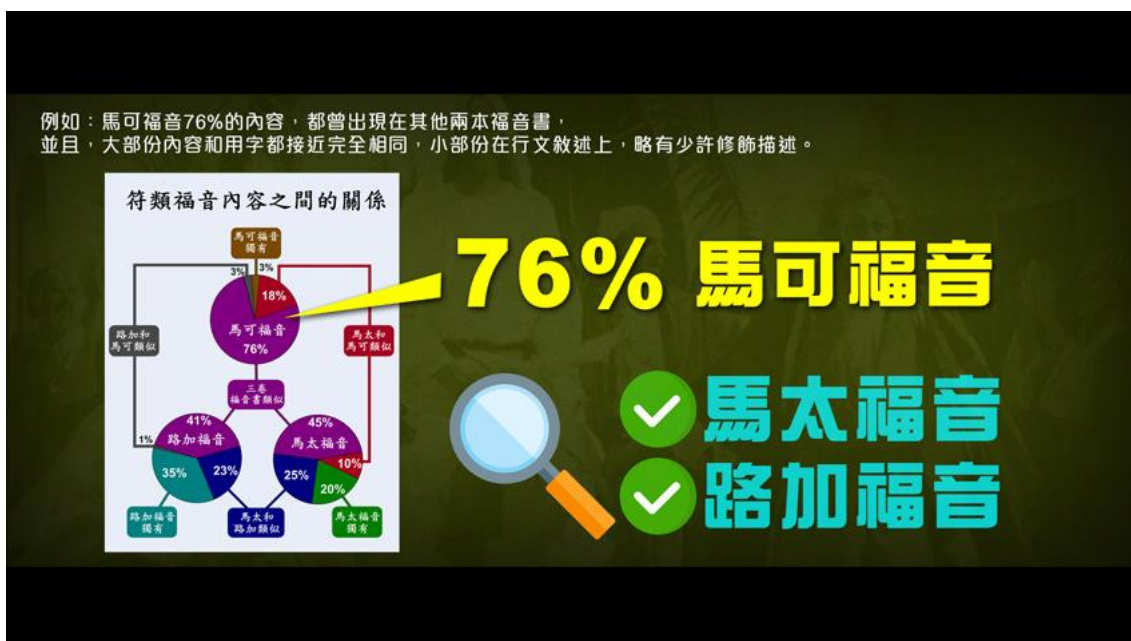 例如：馬可福音76%的內容，都曾出現在其他兩本福音書，
並且，大部份內容和用字都接近完全相同，小部份在行文敘述上，略有少許修飾描述。
符類福音內容之間的關係
馬可福音
獨有
3%
3%
18%
馬可福音
76%
路加和
馬可類似
馬太和
馬可類似
三卷
福音書類似
41%
路加福音
1%
35%
23%
45%
馬太福音
10%
25%
20%
路加福音
獨有
馬太和
路加類似
馬太福音
獨有
76% 馬可福音
馬太福音
路加福音